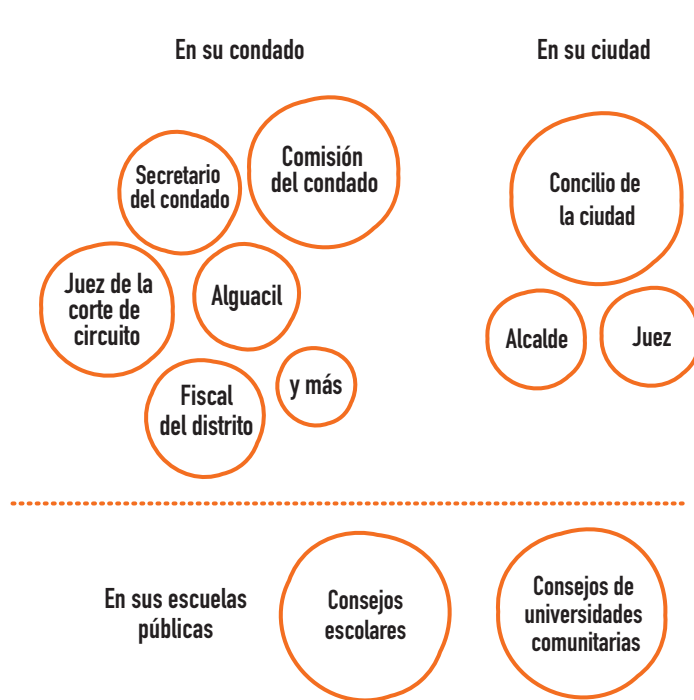 En su condado
Secretario
del condado
Comisión
del condado
Juez de la
corte de
circuito
Alguacil
Fiscal
del distrito
y más
En su ciudad
Concilio de
la ciudad
Alcalde
Juez
En sus escuelas
públicas
Consejos
escolares
Consejos de
universidades
comunitarias